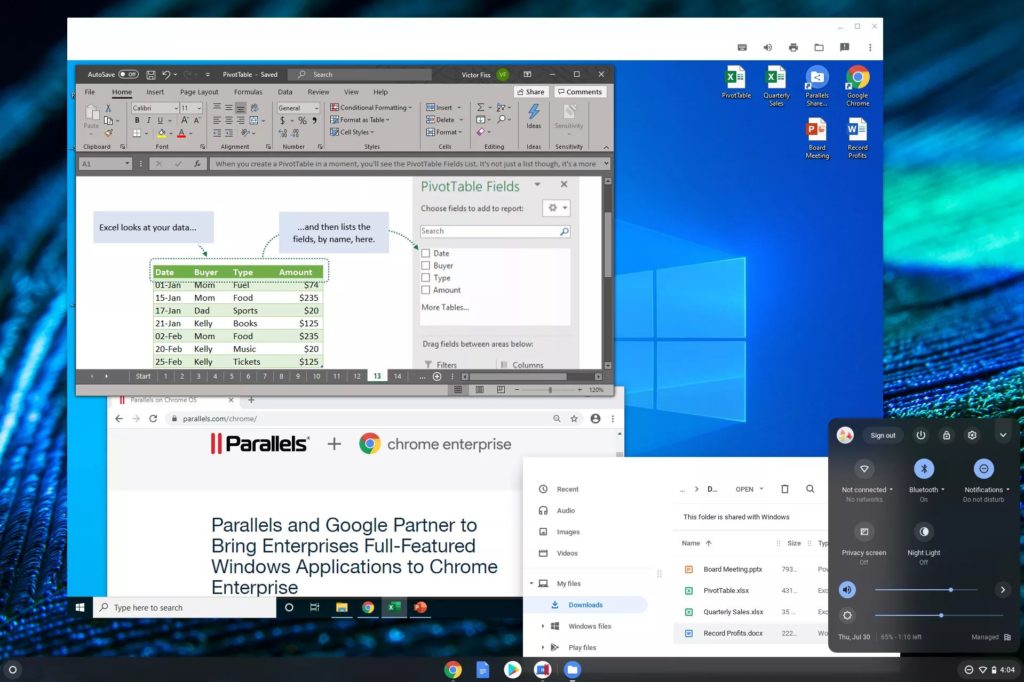 AutoSave Off PivotTable - Saved Search Victor Fiss VF
File Home Insert Page Layout Formulas Data Review View Help Share Comments
Paste Calibri 11 General Conditional Formatting Insert Ideas Sensitivity
B I U Format as Table Delete
Cell Styles Format
Clipboard Font Alignment Number Styles Cells Editing Ideas Sensitivity
A1 fx When you create a PivotTable in a moment, you'll see the PivotTable Fields List. It's not just a list though, it's a more
Excel looks at your data...
...and then lists the
fields, by name, here.
Date Buyer Type Amount
01-Jan Mom Fuel $74
15-Jan Mom Food $235
17-Jan Dad Sports $20
21-Jan Kelly Books $125
02-Feb Mom Food $235
20-Feb Kelly Music $20
25-Feb Kelly Tickets $125
PivotTable Fields
Choose fields to add to report:
Search
Date
Buyer
Type
Amount
More Tables...
Drag fields between areas below:
Filters Columns
Start 1 2 3 4 5 6 7 8 9 10 11 12 13 14 ...
120%
PivotTable
Quarterly
Sales
Parallels
Share...
Google
Chrome
Board
Meeting
Record
Profits
Parallels on Chrome OS
parallels.com/chrome/
Parallels + chrome enterprise
Parallels and Google Partner to
Bring Enterprises Full-Featured
Windows Applications to Chrome
Enterprise
Type here to search
Recent
Audio
Images
Videos
My files
Downloads
Windows files
Play files
... > D... OPEN
This folder is shared with Windows
Name Size Typ
Board Meeting.pptx 793... Pov
PivotTable.xlsx 431... Exc
Quarterly Sales.xlsx 35 ... Exc
Record Profits.docx 222... Wo
Sign out
Not connected Bluetooth Notifications
No networks On Do not disturb
Privacy screen Night Light
Off Off
Thu, Jul 30 65% - 1:10 left Managed
4:04